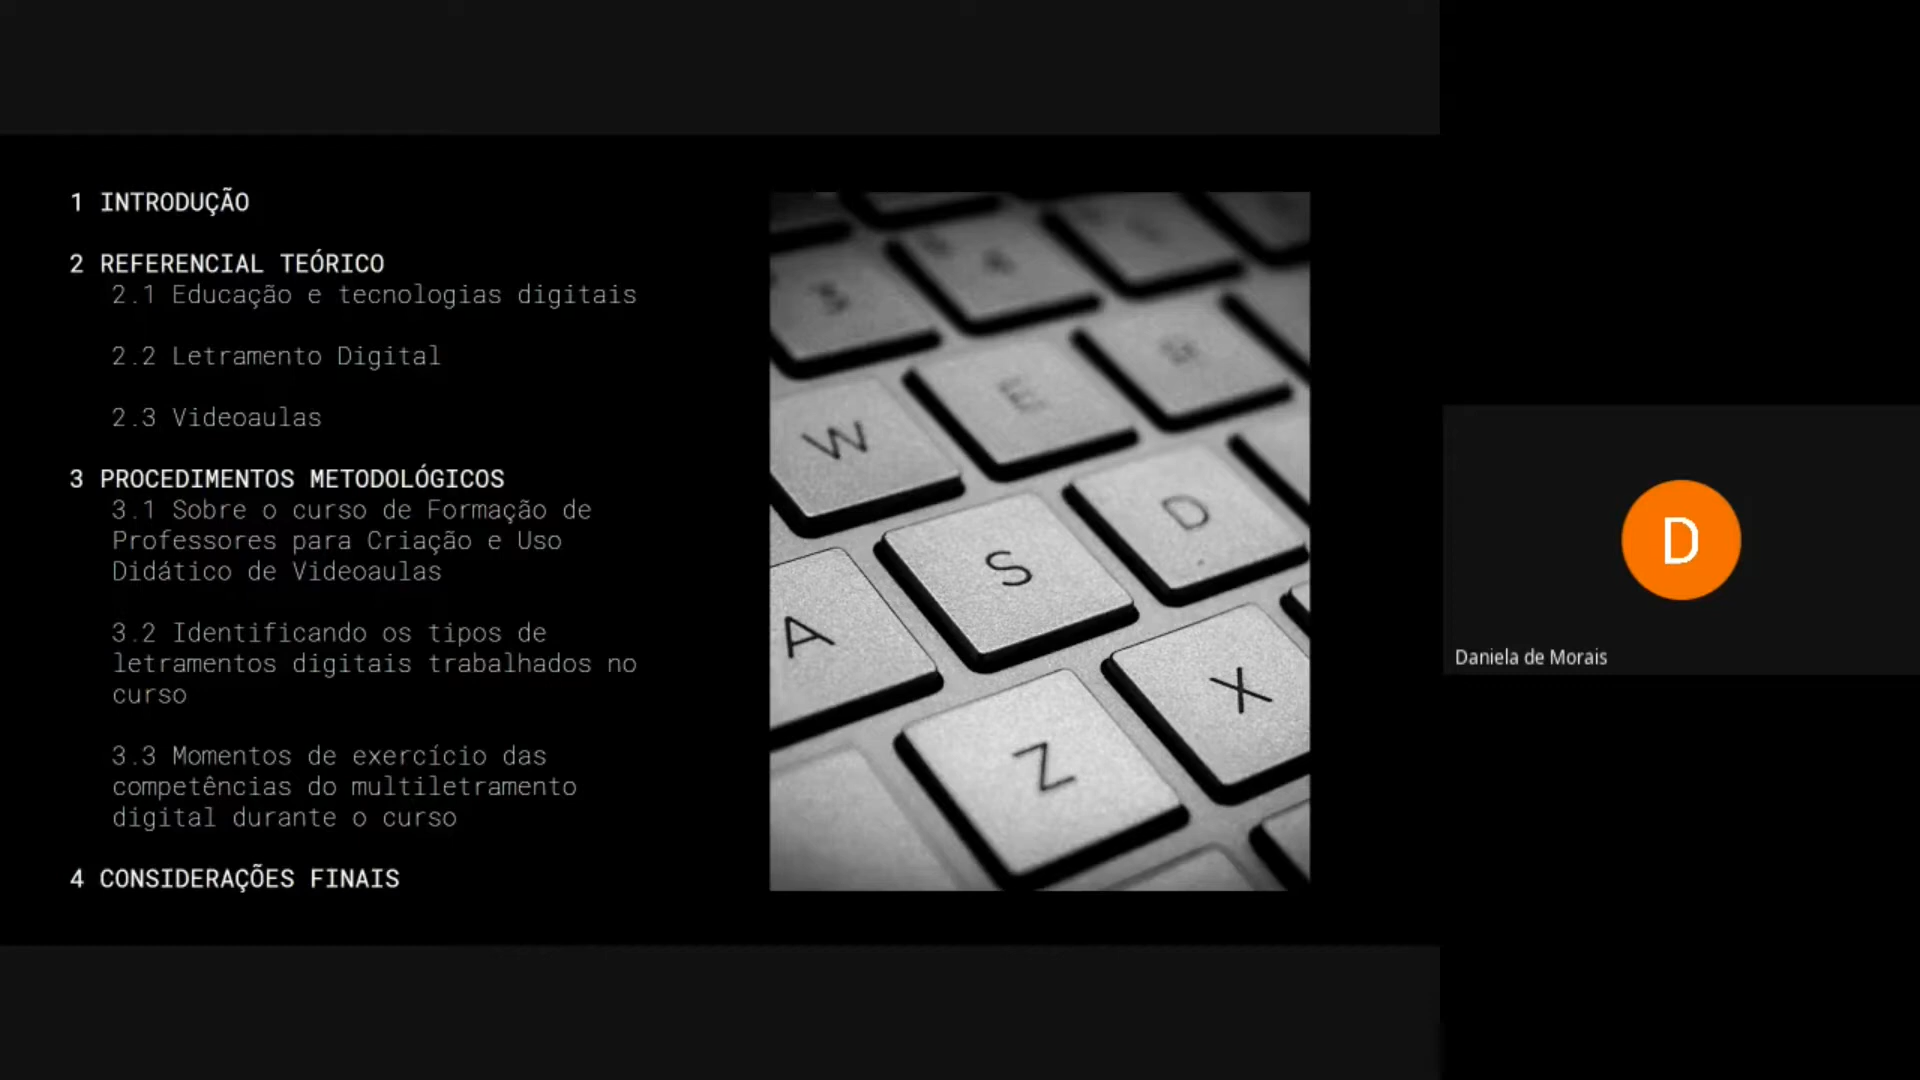 1 INTRODUÇÃO
2 REFERENCIAL TEÓRICO
2.1 Educação e tecnologias digitais
2.2 Letramento Digital
2.3 Videoaulas
3 PROCEDIMENTOS METODOLÓGICOS
3.1 Sobre o curso de Formação de
Professores para Criação e Uso
Didático de Videoaulas
3.2 Identificando os tipos de
letramentos digitais trabalhados no
curso
3.3 Momentos de exercício das
competências do multiletramento
digital durante o curso
4 CONSIDERAÇÕES FINAIS
W
E
D
S
A
X
Z
D
Daniela de Morais